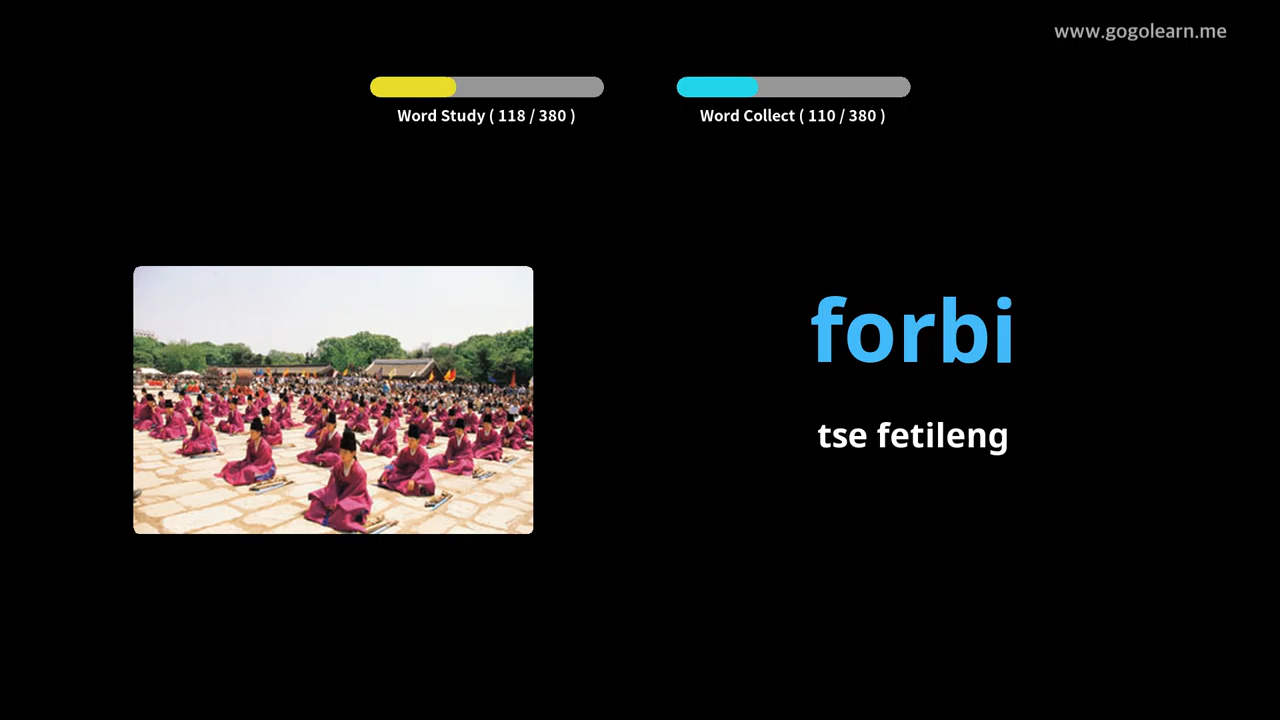 www.gogolearn.me
Word Study ( 118 / 380 )
Word Collect ( 110 / 380 )
forbi
tse fetileng